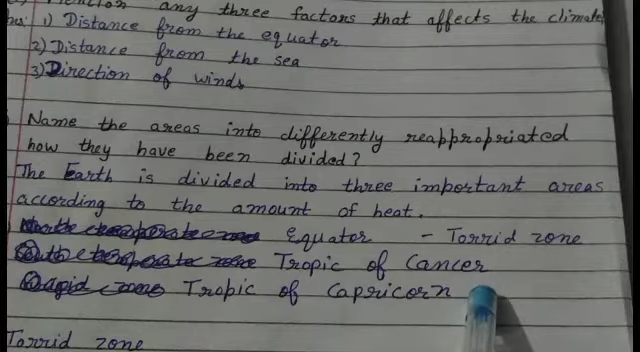 Mention any three factors that affects the climate
Ans: 1) Distance from the equator
2) Distance from the sea
3) Direction of winds
Name the areas into differently reappropriated
how they have been divided?
The Earth is divided into three important areas
according to the amount of heat.
Equator - Torrid zone
Tropic of Cancer
Tropic of Capricorn
Torrid zone